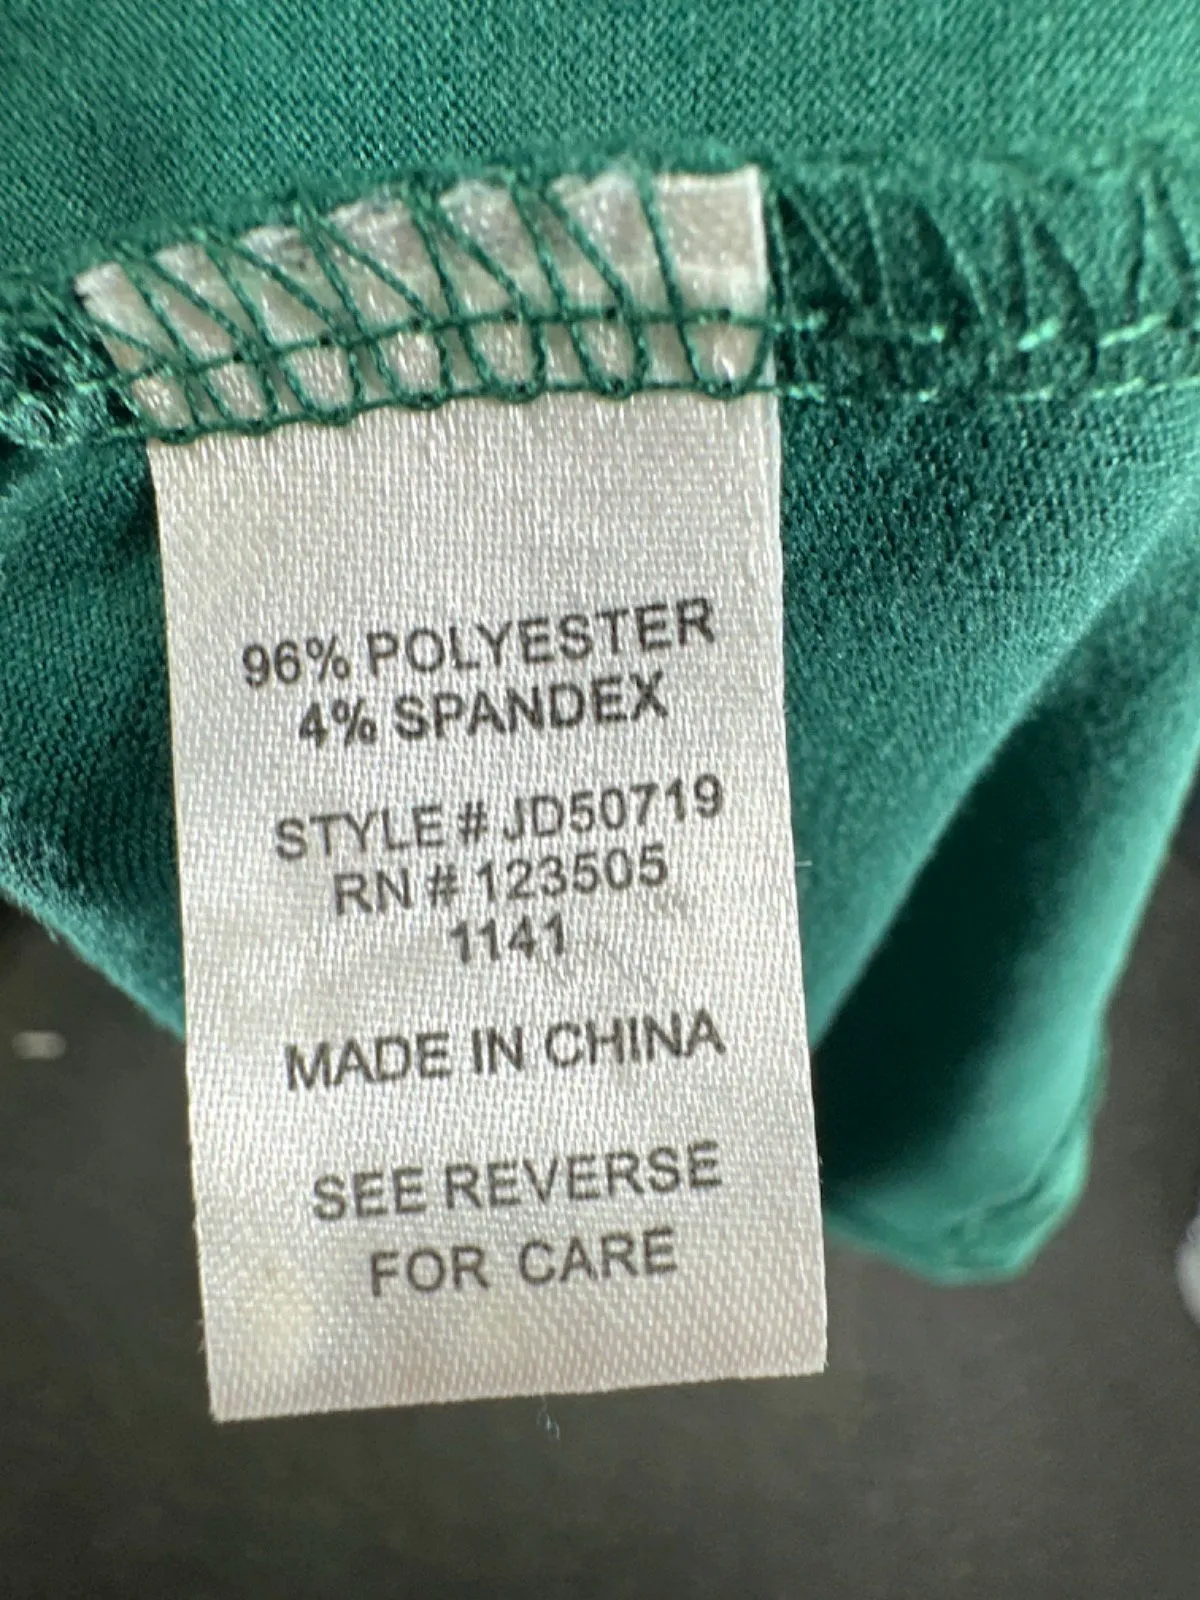 96% POLYESTER
4% SPANDEX
STYLE # JD50719
RN # 123505
1141
MADE IN CHINA
SEE REVERSE
FOR CARE